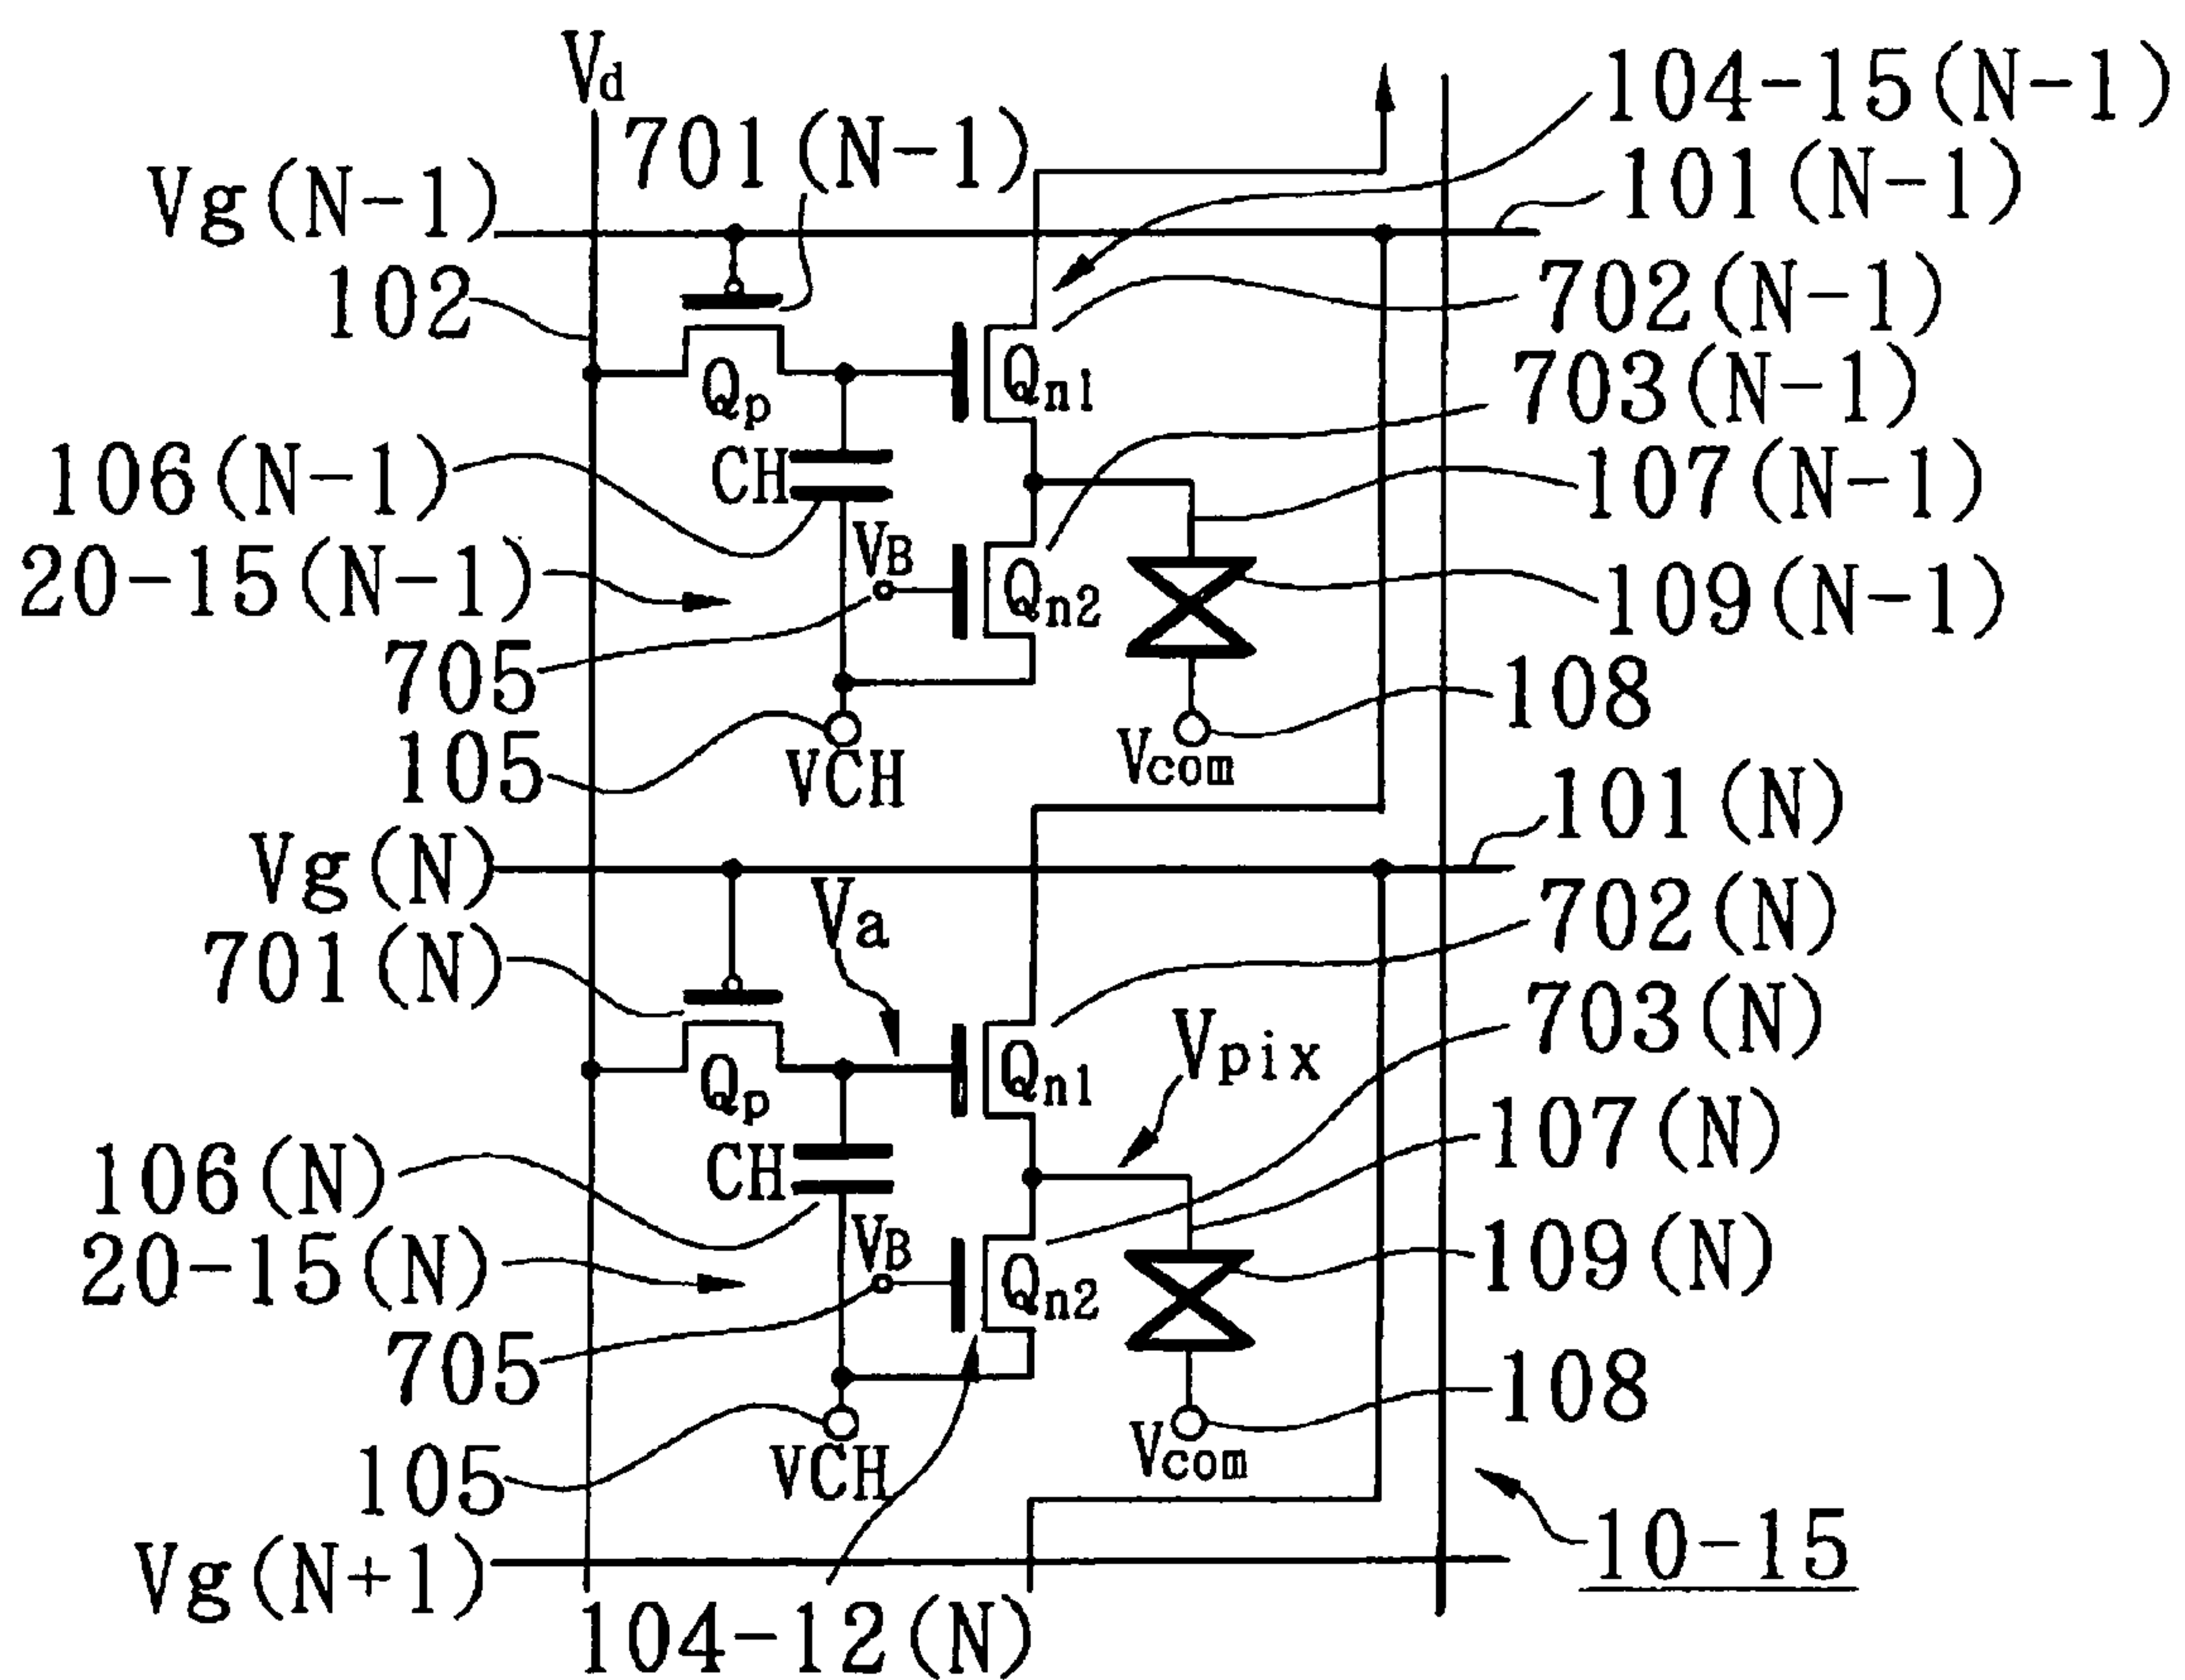 Vd
104-15(N-1)
701(N-1)
101(N-1)
Vg(N-1)
102
702(N-1)
Qp
Qn1
703(N-1)
106(N-1)
CH
107(N-1)
VB
20-15(N-1)
Qn2
109(N-1)
705
108
105
VCH
Vcom
101(N)
Vg(N)
Va
702(N)
701(N)
703(N)
Qp
Qn1
Vpix
107(N)
106(N)
CH
VB
20-15(N)
Qn2
109(N)
705
108
105
VCH
Vcom
10-15
Vg(N+1)
104-12(N)